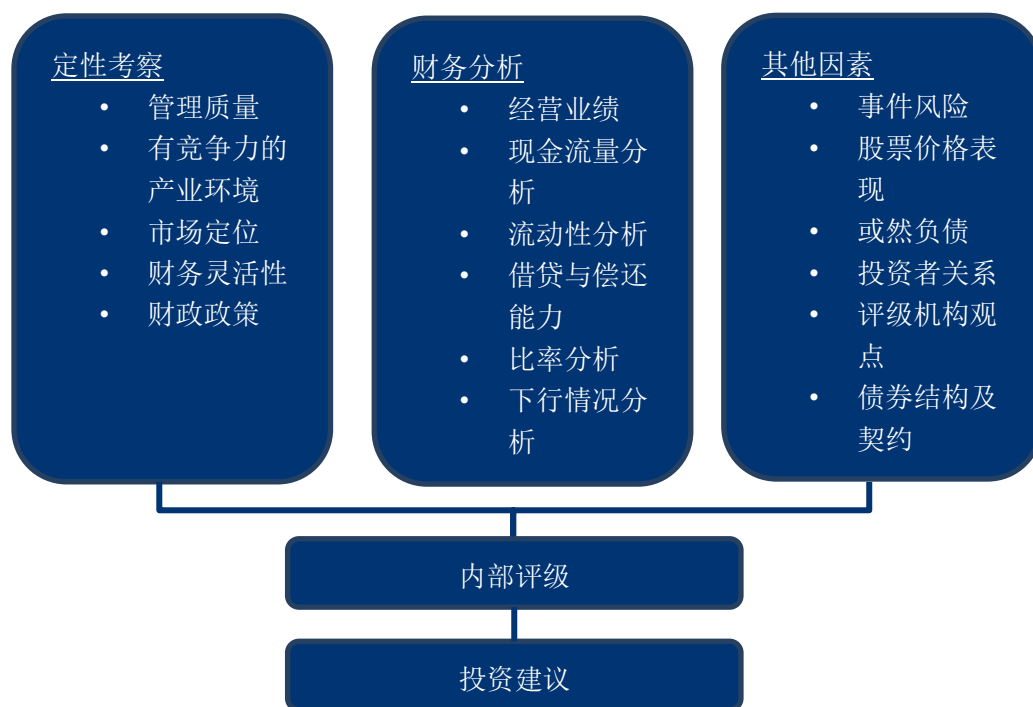 定性考察
• 管理质量
• 有竞争力的
产业环境
• 市场定位
• 财务灵活性
• 财政政策
财务分析
• 经营业绩
• 现金流量分
析
• 流动性分析
• 借贷与偿还
能力
• 比率分析
• 下行情况分
析
其他因素
• 事件风险
• 股票价格表
现
• 或然负债
• 投资者关系
• 评级机构观
点
• 债券结构及
契约
内部评级
投资建议